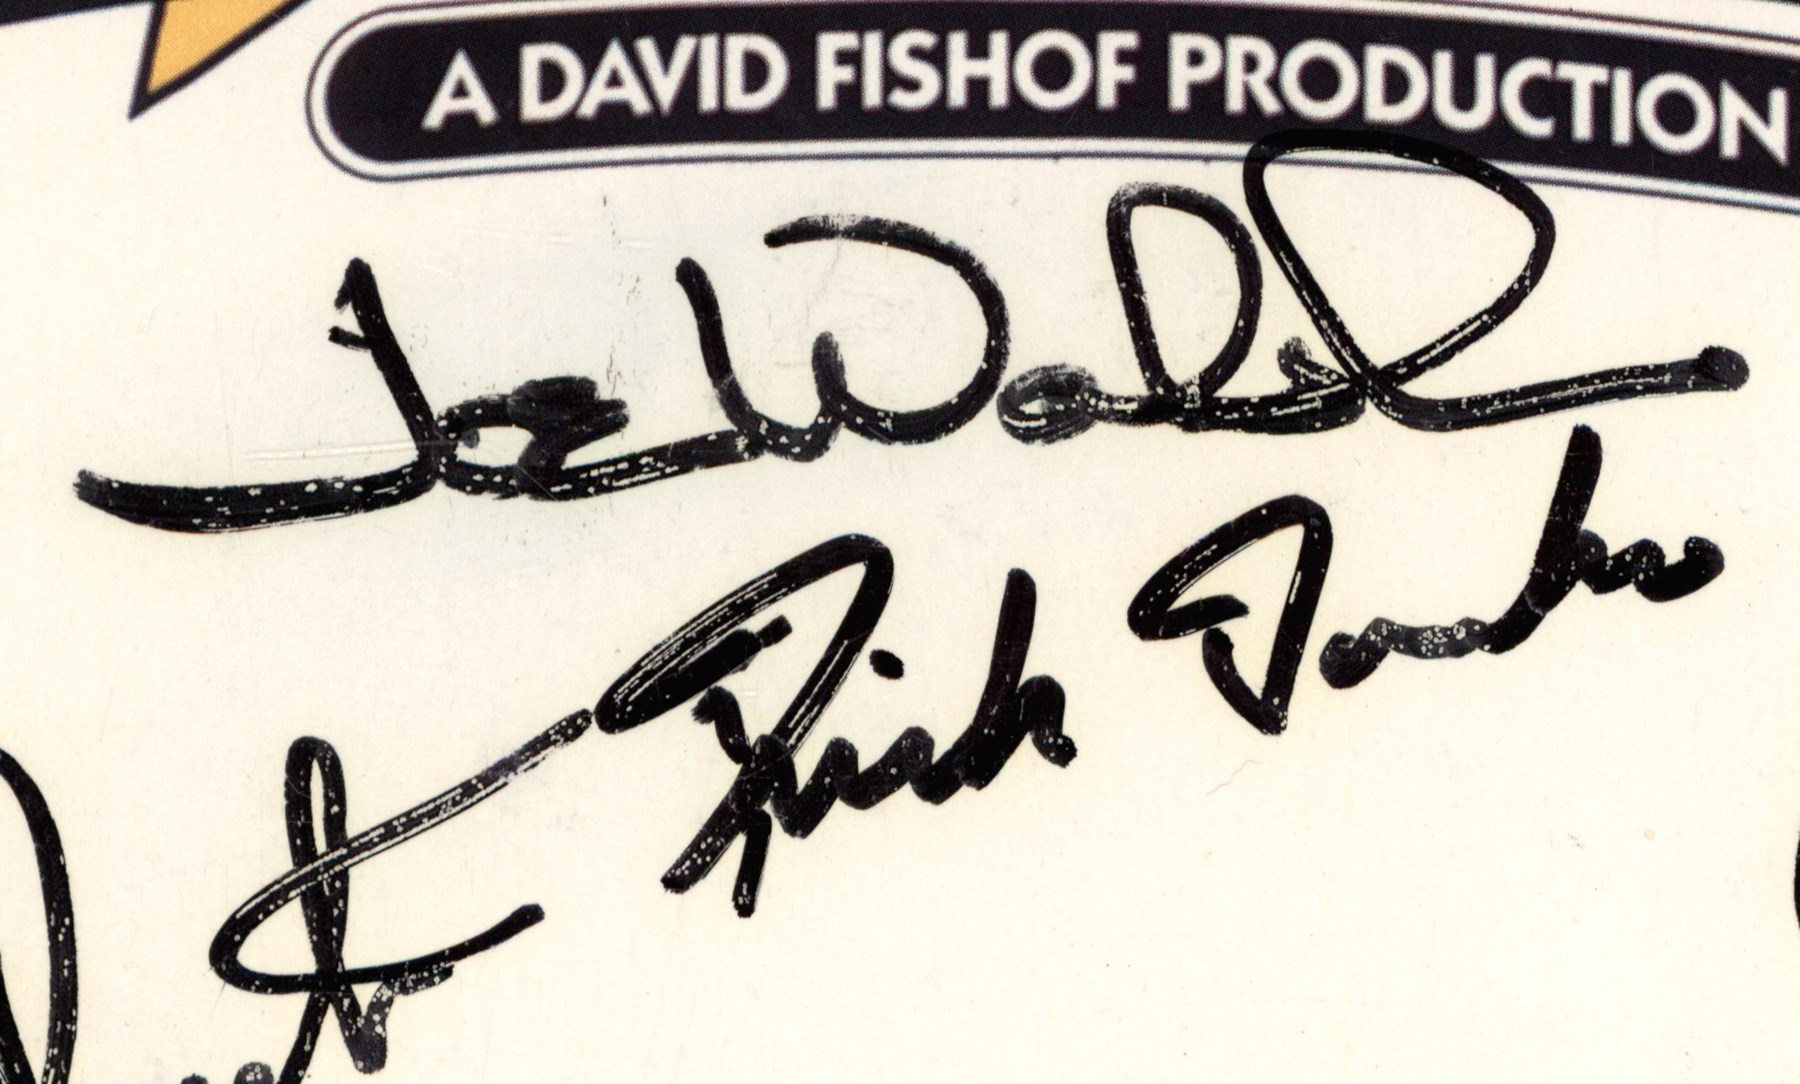 A DAVID FISHOF PRODUCTION
Joe Walsh
Rick Danko